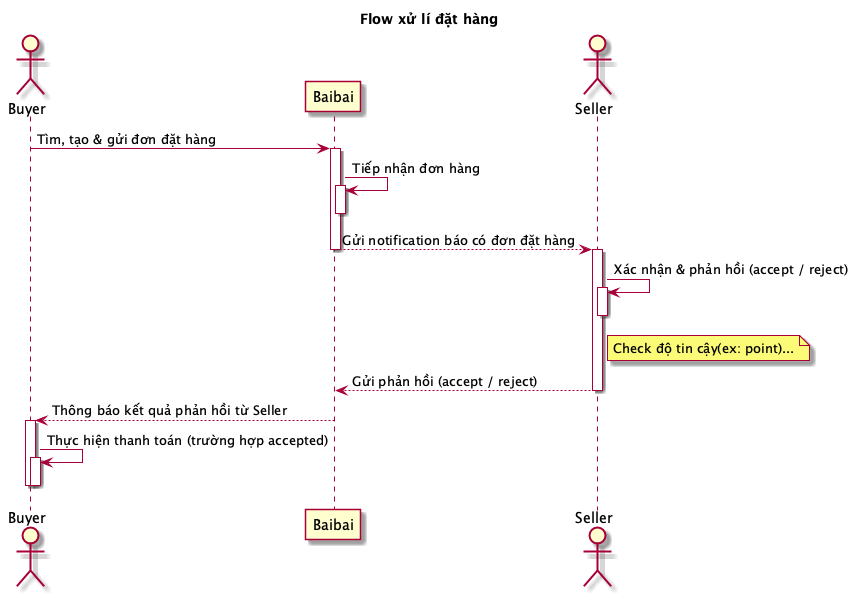 Flow xử lí đặt hàng
Buyer
Baibai
Seller
Tìm, tạo & gửi đơn đặt hàng
Tiếp nhận đơn hàng
Gửi notification báo có đơn đặt hàng
Xác nhận & phản hồi (accept / reject)
Check độ tin cậy(ex: point)...
Gửi phản hồi (accept / reject)
Thông báo kết quả phản hồi từ Seller
Thực hiện thanh toán (trường hợp accepted)
Buyer
Baibai
Seller